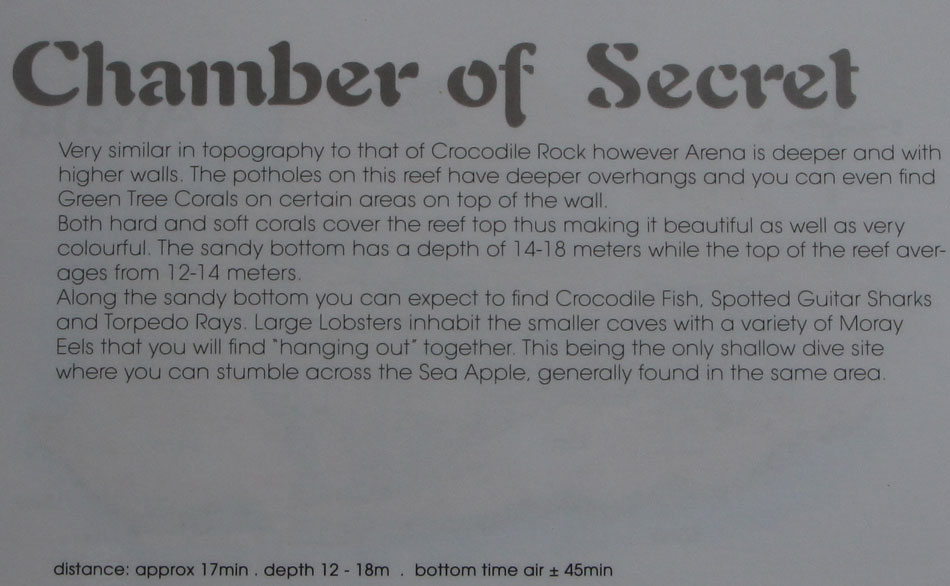 Chamber of Secret
Very similar in topography to that of Crocodile Rock however Arena is deeper and with
higher walls. The potholes on this reef have deeper overhangs and you can even find
Green Tree Corals on certain areas on top of the wall.
Both hard and soft corals cover the reef top thus making it beautiful as well as very
colourful. The sandy bottom has a depth of 14-18 meters while the top of the reef aver-
ages from 12-14 meters.
Along the sandy bottom you can expect to find Crocodile Fish, Spotted Guitar Sharks
and Torpedo Rays. Large Lobsters inhabit the smaller caves with a variety of Moray
Eels that you will find "hanging out" together. This being the only shallow dive site
where you can stumble across the Sea Apple, generally found in the same area.
distance: approx 17min . depth 12 - 18m . bottom time air ± 45min